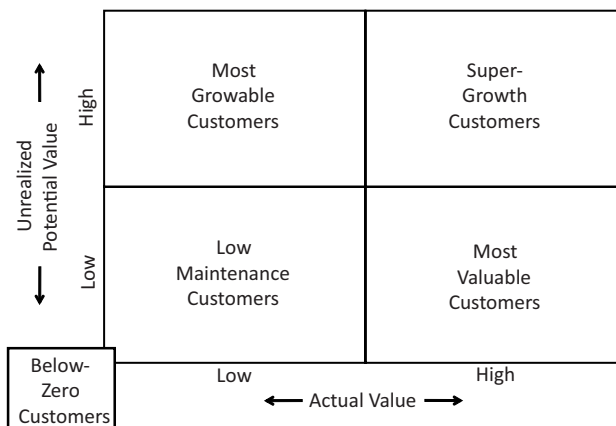 Most
Growable
Customers
Super-
Growth
Customers
High
Unrealized
Potential Value
Low
Low
Maintenance
Customers
Most
Valuable
Customers
Below-
Zero
Customers
Low
High
Actual Value